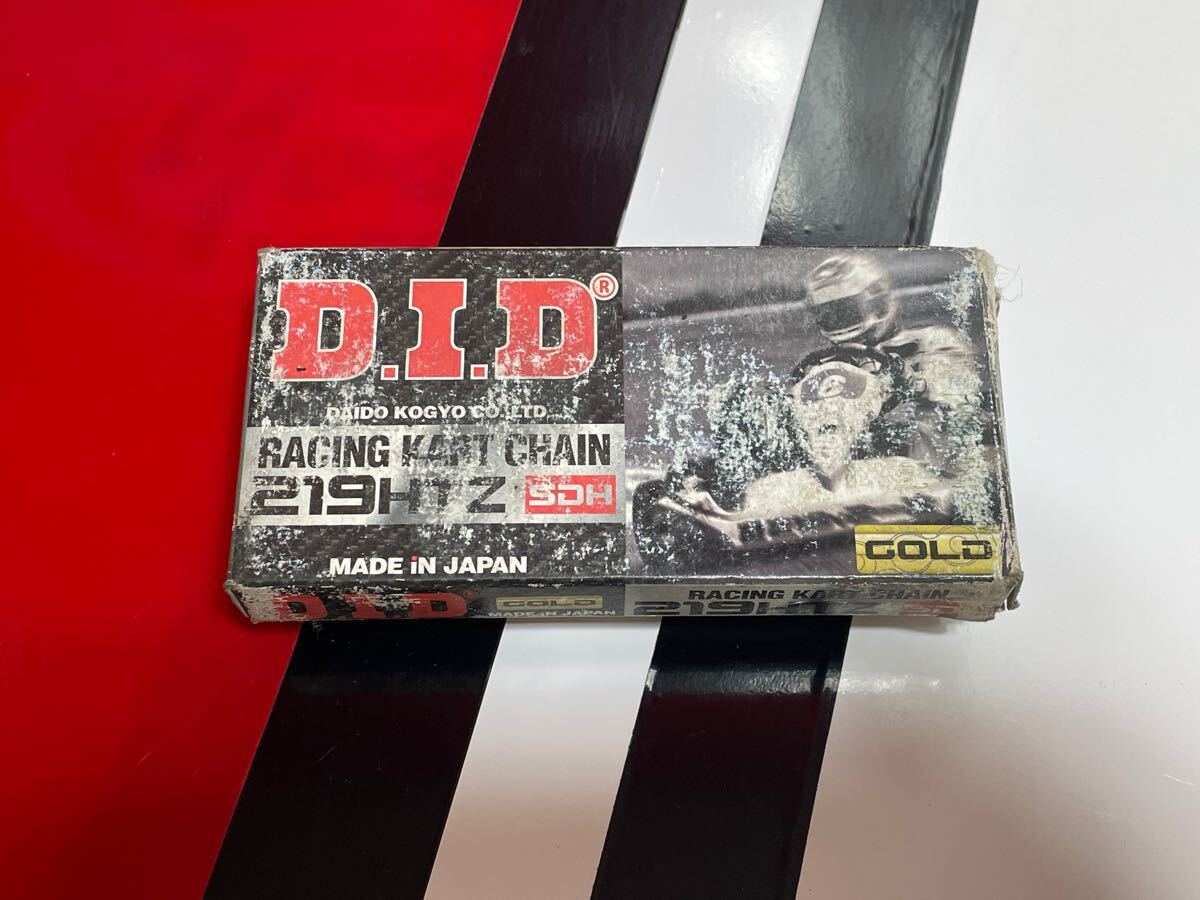 D.I.D®
DAIDO KOGYO CO.,LTD
RACING KART CHAIN
219HTZ SDH
MADE iN JAPAN
GOLD
D.I.D
GOLD
MADE iN JAPAN
RACING KART CHAIN
219HTZ